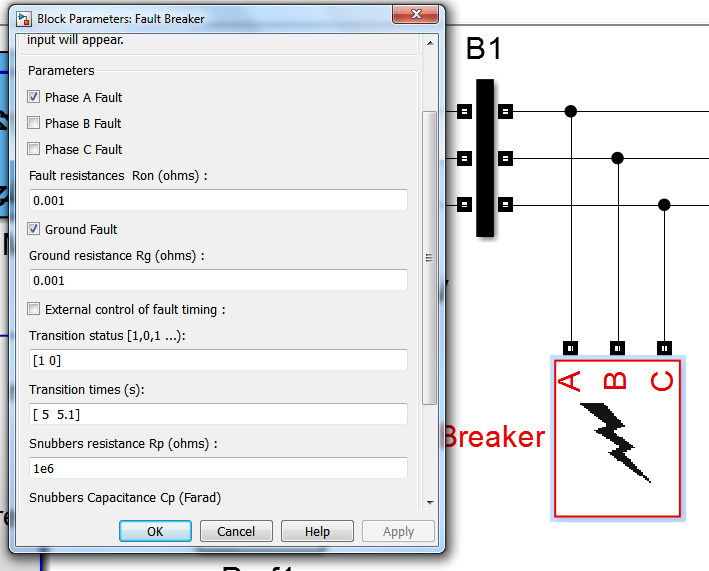 Block Parameters: Fault Breaker
input will appear.
Parameters
Phase A Fault
Phase B Fault
Phase C Fault
Fault resistances Ron (ohms) :
0.001
Ground Fault
Ground resistance Rg (ohms) :
0.001
External control of fault timing :
Transition status [1,0,1 ...):
[1 0]
Transition times (s):
[ 5 5.1]
Snubbers resistance Rp (ohms) :
1e6
Snubbers Capacitance Cp (Farad)
OK Cancel Help Apply
B1
A B C
Breaker